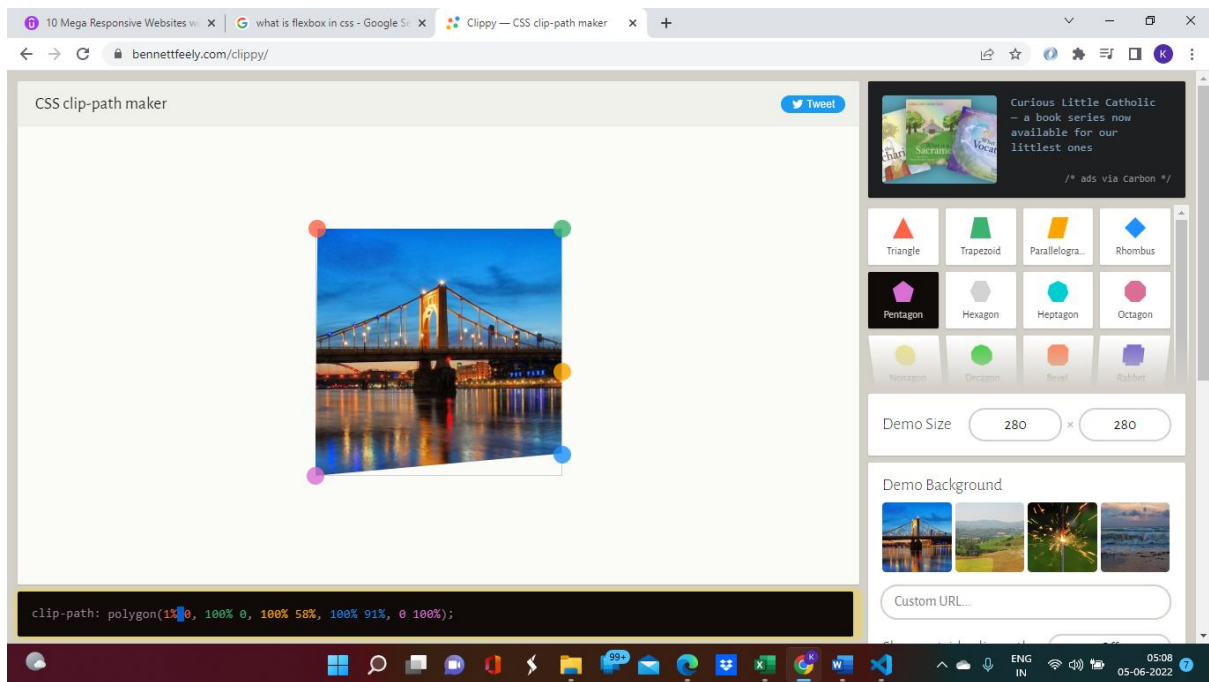 10 Mega Responsive Websites w
what is flexbox in css - Google Se
Clippy — CSS clip-path maker
bennettfeely.com/clippy/
K
CSS clip-path maker
Tweet
Curious Little Catholic
— a book series now
available for our
littlest ones
/* ads via Carbon */
Triangle
Trapezoid
Parallelogra...
Rhombus
Pentagon
Hexagon
Heptagon
Octagon
Nonagon
Decagon
Bevel
Rabbet
Demo Size
280
×
280
Demo Background
Custom URL...
clip-path: polygon(1% 0, 100% 0, 100% 58%, 100% 91%, 0 100%);
99+
ENG
IN
05:08
05-06-2022
7